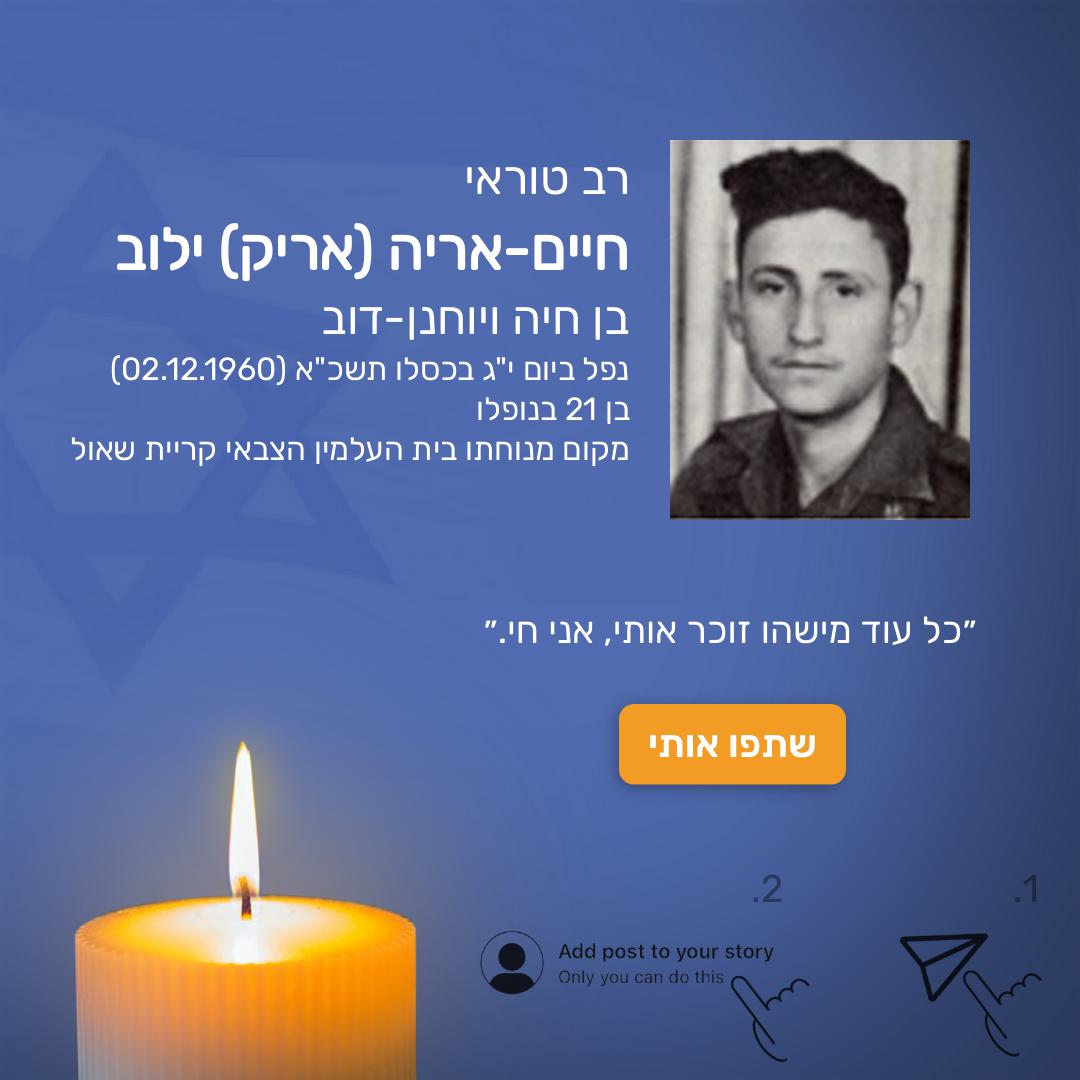 רב טוראי
חיים-אריה (אריק) ילוב
בן חיה ויוחנן-דוב
נפל ביום י"ג בכסלו תשכ"א (02.12.1960)
בן 21 בנופלו
מקום מנוחתו בית העלמין הצבאי קריית שאול
״כל עוד מישהו זוכר אותי, אני חי.״
שתפו אותי
.1
.2
Add post to your story
Only you can do this